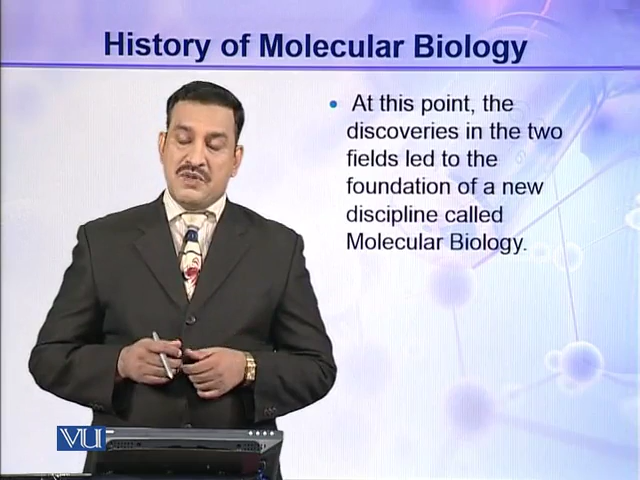 History of Molecular Biology
• At this point, the
discoveries in the two
fields led to the
foundation of a new
discipline called
Molecular Biology.
VU